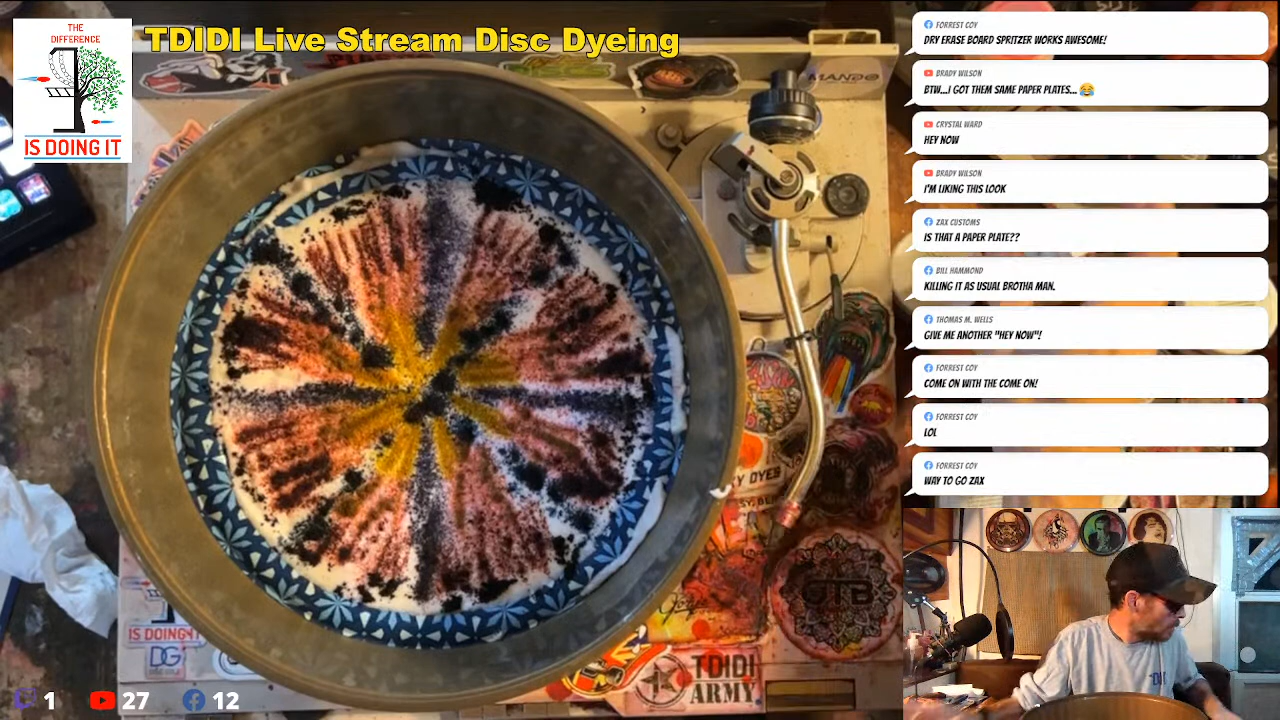 THE
DIFFERENCE
IS DOING IT
TDIDI Live Stream Disc Dyeing
MANDO
FORREST COY
DRY ERASE BOARD SPRITZER WORKS AWESOME!
BRADY WILSON
BTW...I GOT THEM SAME PAPER PLATES... 😂
CRYSTAL WARD
HEY NOW
BRADY WILSON
I'M LIKING THIS LOOK
ZAX CUSTOMS
IS THAT A PAPER PLATE??
BILL HAMMOND
KILLING IT AS USUAL BROTHA MAN.
THOMAS M. WELLS
GIVE ME ANOTHER "HEY NOW"!
FORREST COY
COME ON WITH THE COME ON!
FORREST COY
LOL
FORREST COY
WAY TO GO ZAX
DYES
OTB
IS DOING IT
DG
TDIDI
ARMY
1
27
12